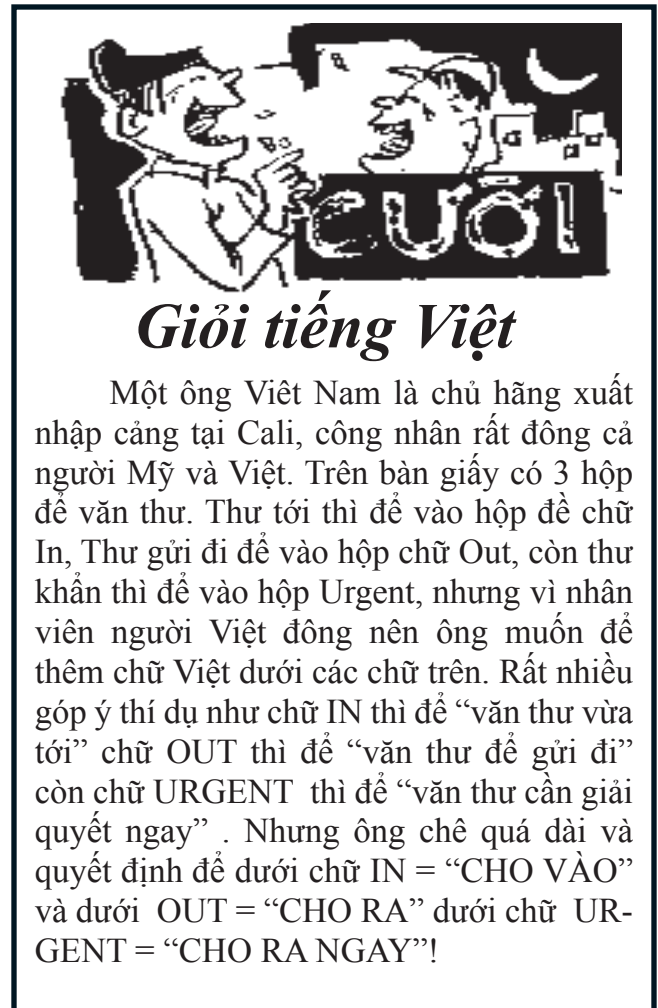 CƯỜI
Giỏi tiếng Việt
Một ông Viêt Nam là chủ hãng xuất
nhập cảng tại Cali, công nhân rất đông cả
người Mỹ và Việt. Trên bàn giấy có 3 hộp
để văn thư. Thư tới thì để vào hộp đề chữ
In, Thư gửi đi để vào hộp chữ Out, còn thư
khẩn thì để vào hộp Urgent, nhưng vì nhân
viên người Việt đông nên ông muốn để
thêm chữ Việt dưới các chữ trên. Rất nhiều
góp ý thí dụ như chữ IN thì để “văn thư vừa
tới” chữ OUT thì để “văn thư để gửi đi”
còn chữ URGENT thì để “văn thư cần giải
quyết ngay” . Nhưng ông chê quá dài và
quyết định để dưới chữ IN = “CHO VÀO”
và dưới OUT = “CHO RA” dưới chữ UR-
GENT = “CHO RA NGAY”!